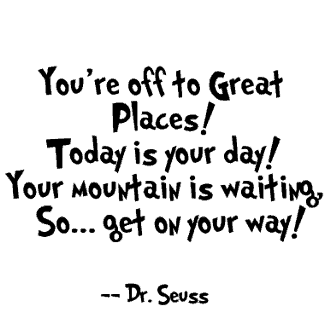 You're off to Great
Places!
Today is your day!
Your mountain is waiting,
So... get on your way!
-- Dr. Seuss